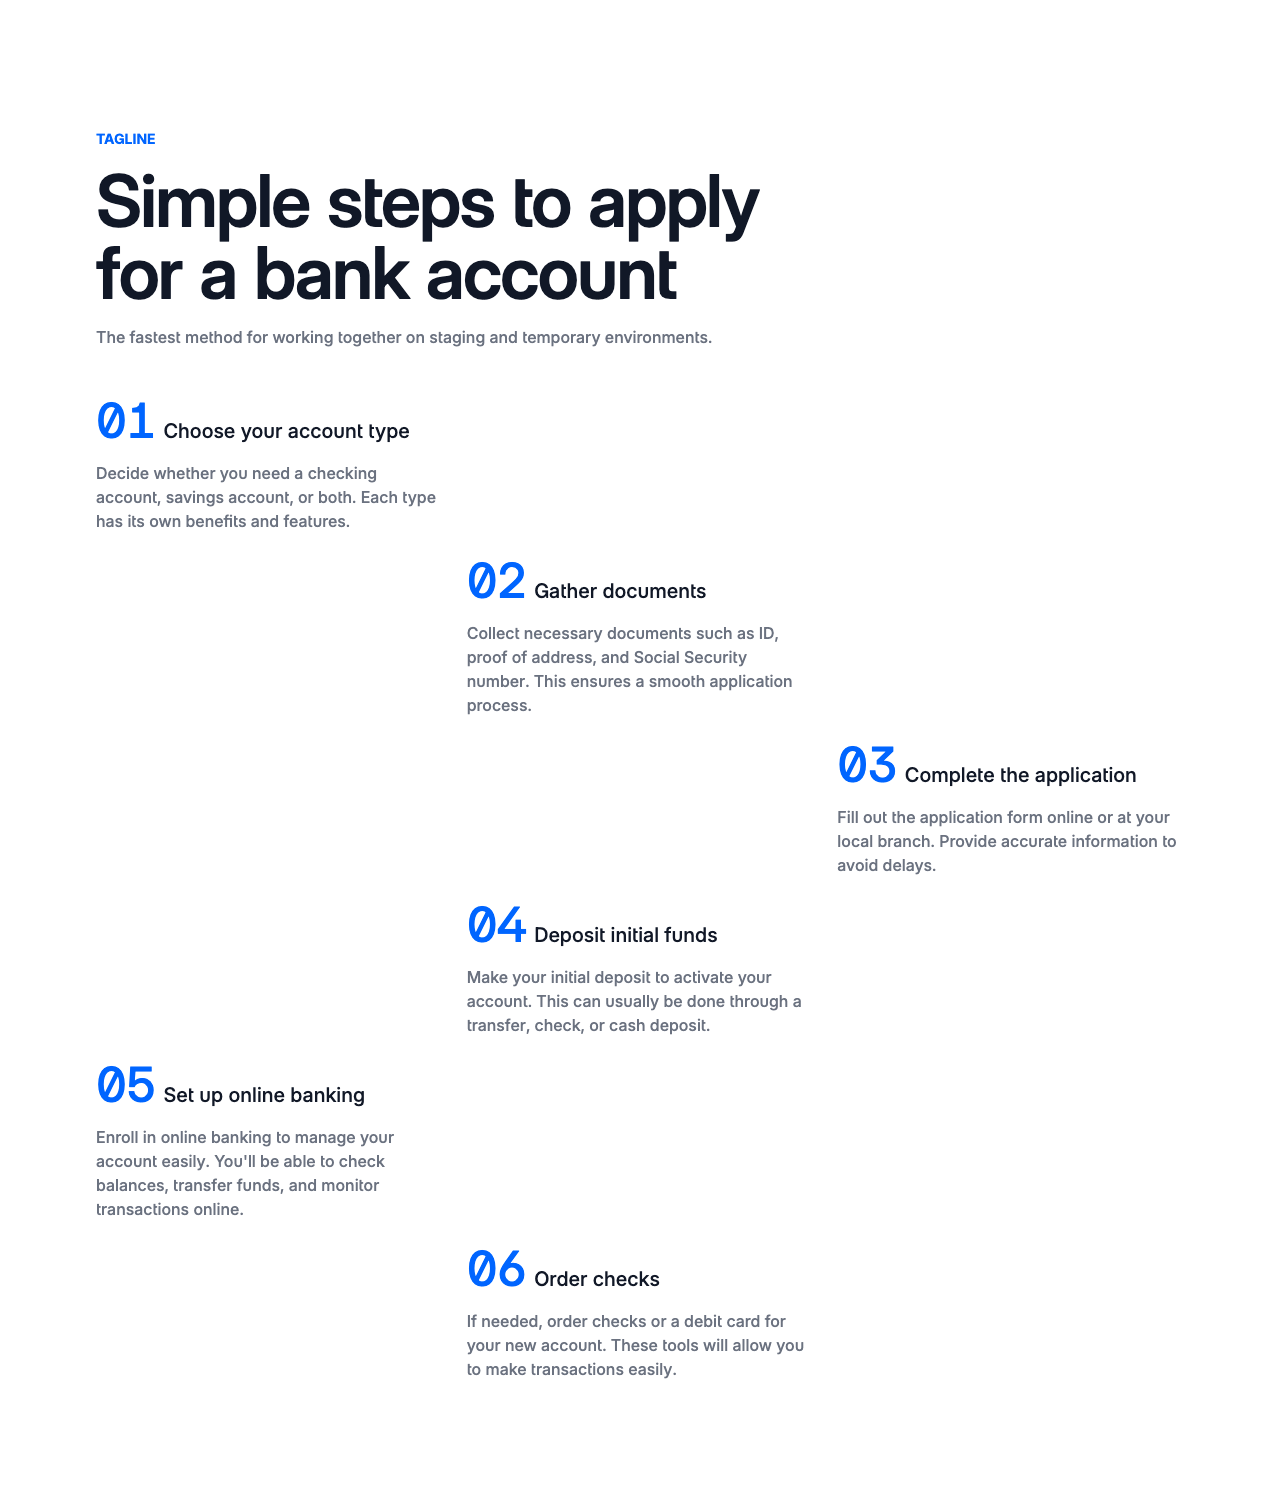 TAGLINE
Simple steps to apply
for a bank account
The fastest method for working together on staging and temporary environments.
01 Choose your account type
Decide whether you need a checking
account, savings account, or both. Each type
has its own benefits and features.
02 Gather documents
Collect necessary documents such as ID,
proof of address, and Social Security
number. This ensures a smooth application
process.
03 Complete the application
Fill out the application form online or at your
local branch. Provide accurate information to
avoid delays.
04 Deposit initial funds
Make your initial deposit to activate your
account. This can usually be done through a
transfer, check, or cash deposit.
05 Set up online banking
Enroll in online banking to manage your
account easily. You'll be able to check
balances, transfer funds, and monitor
transactions online.
06 Order checks
If needed, order checks or a debit card for
your new account. These tools will allow you
to make transactions easily.